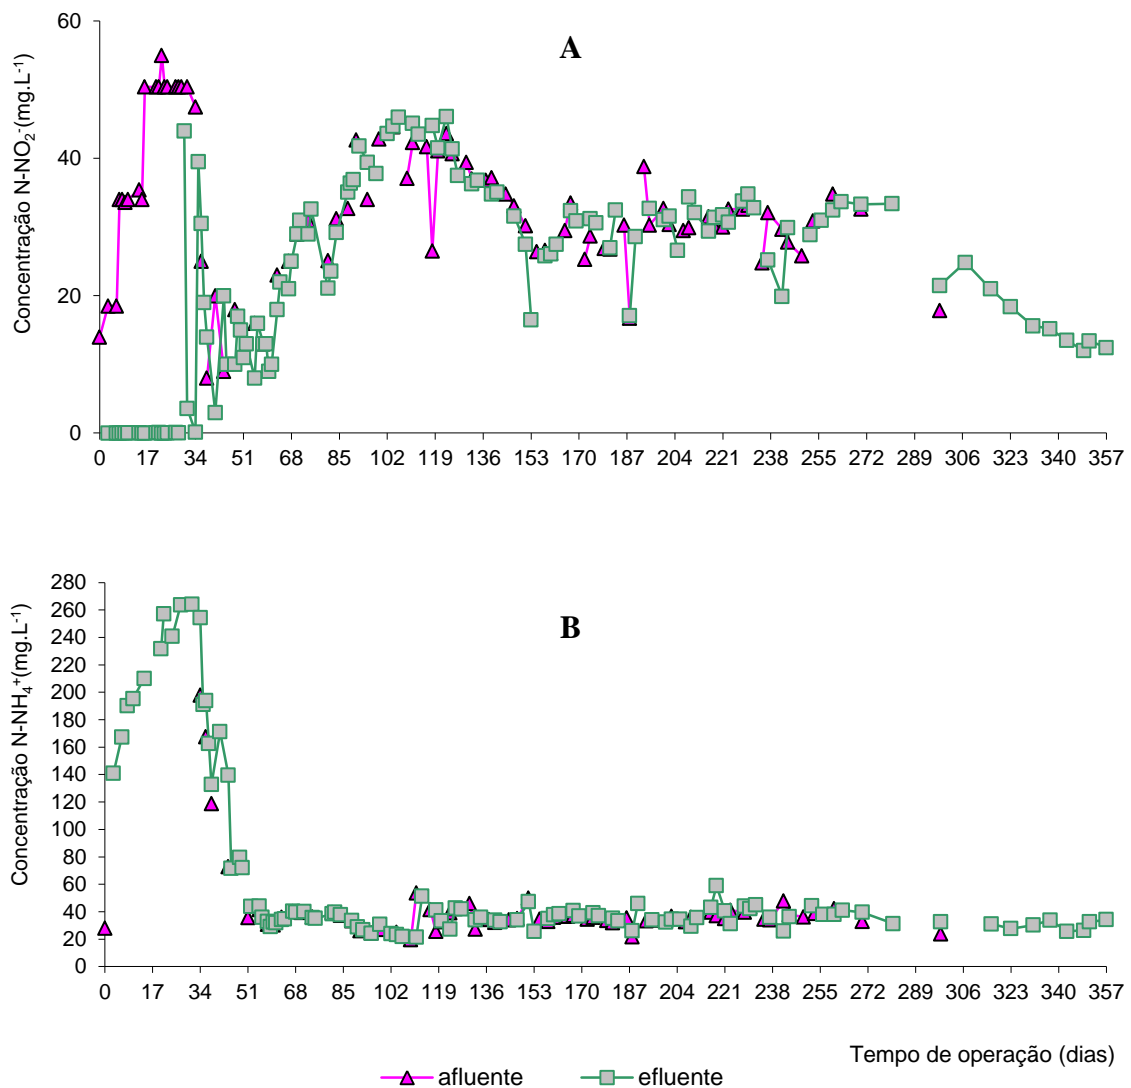 A
Concentração N-NO₂⁻(mg.L⁻¹)
60
40
20
0
0 17 34 51 68 85 102 119 136 153 170 187 204 221 238 255 272 289 306 323 340 357
B
Concentração N-NH₄⁺(mg.L⁻¹)
280
260
240
220
200
180
160
140
120
100
80
60
40
20
0
0 17 34 51 68 85 102 119 136 153 170 187 204 221 238 255 272 289 306 323 340 357
Tempo de operação (dias)
afluente efluente